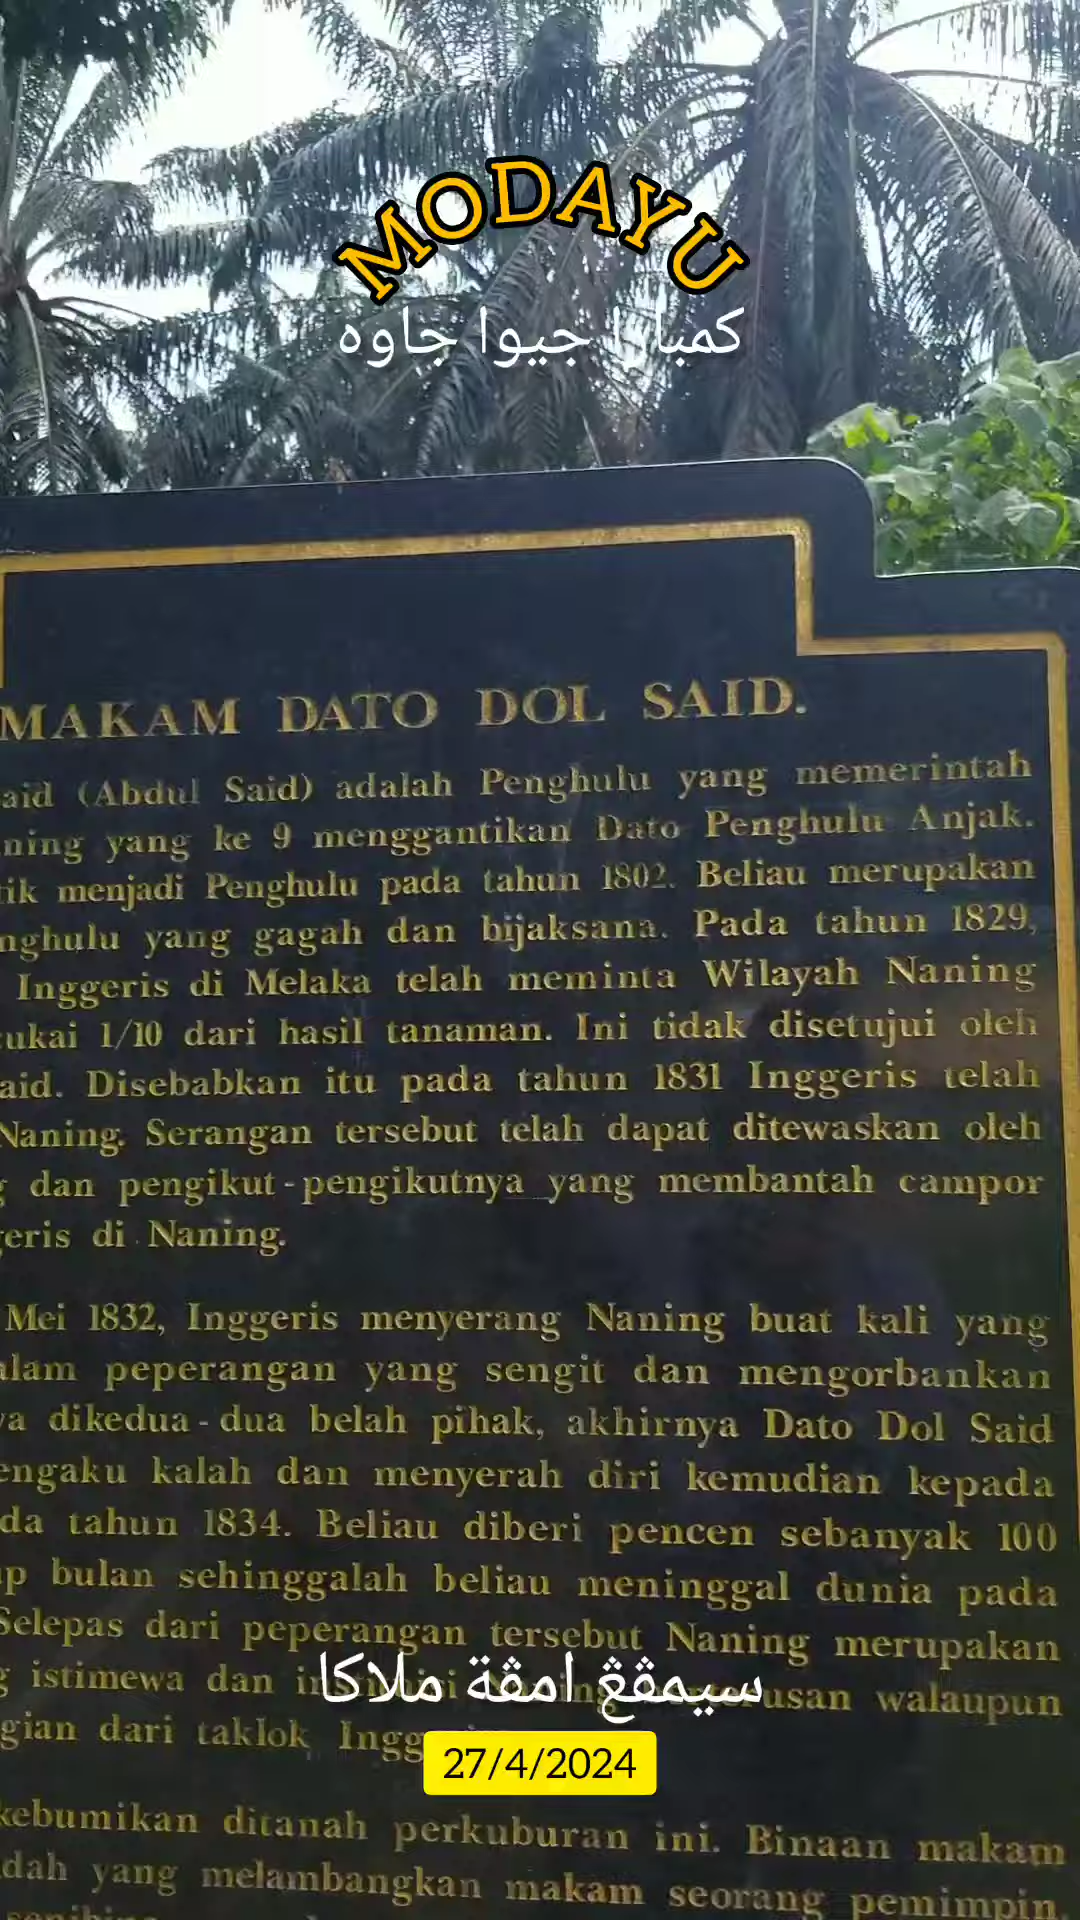 MODAYU
كمبارا جيوا جاوه
MAKAM DATO DOL SAID.
aid (Abdul Said) adalah Penghulu yang memerintah
ning yang ke 9 menggantikan Dato Penghulu Anjak.
ik menjadi Penghulu pada tahun 1802. Beliau merupakan
nghulu yang gagah dan bijaksana. Pada tahun 1829,
Inggeris di Melaka telah meminta Wilayah Naning
cukai 1/10 dari hasil tanaman. Ini tidak disetujui oleh
aid. Disebabkan itu pada tahun 1831 Inggeris telah
Naning. Serangan tersebut telah dapat ditewaskan oleh
g dan pengikut-pengikutnya yang membantah campor
geris di Naning.
Mei 1832, Inggeris menyerang Naning buat kali yang
alam peperangan yang sengit dan mengorbankan
ya dikedua-dua belah pihak, akhirnya Dato Dol Said
engaku kalah dan menyerah diri kemudian kepada
da tahun 1834. Beliau diberi pencen sebanyak 100
ap bulan sehinggalah beliau meninggal dunia pada
Selepas dari peperangan tersebut Naning merupakan
g istimewa dan walaupun
سيمڤڠ امڤة ملاكا
gian dari taklok
27/4/2024
kebumikan ditanah perkuburan ini. Binaan makam
dah yang melambangkan makam seorang pemimpin.